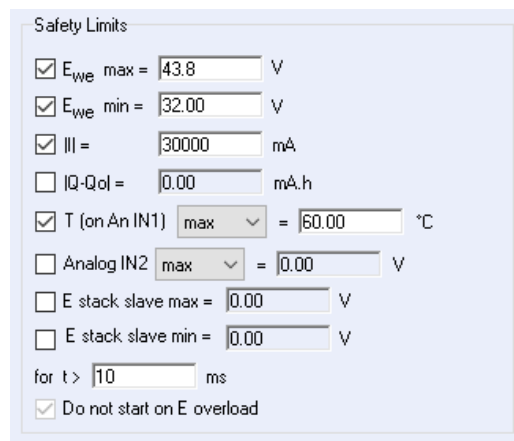 Safety Limits
Ewe max = 43.8 V
Ewe min = 32.00 V
|I| = 30000 mA
|Q-Qo| = 0.00 mA.h
T (on An IN1) max = 60.00 °C
Analog IN2 max = 0.00 V
E stack slave max = 0.00 V
E stack slave min = 0.00 V
for t > 10 ms
Do not start on E overload